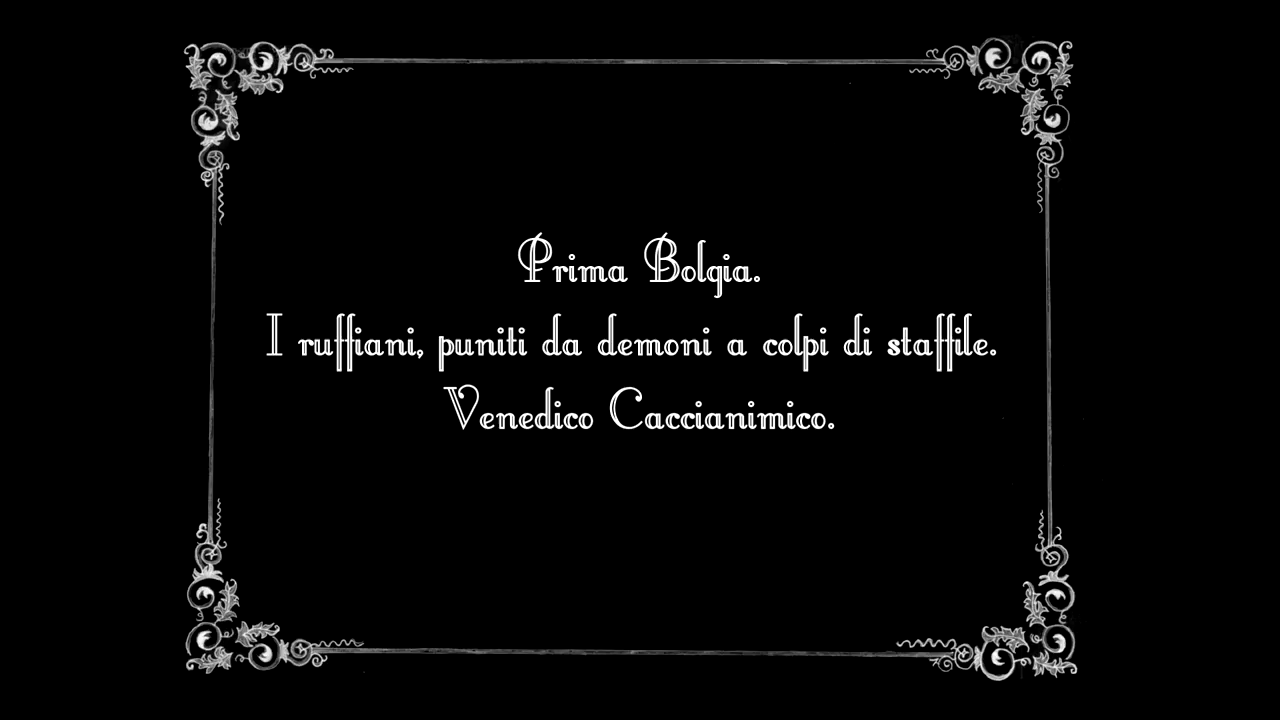 Prima Bolgia.
I ruffiani, puniti da demoni a colpi di staffile.
Venedico Caccianimico.